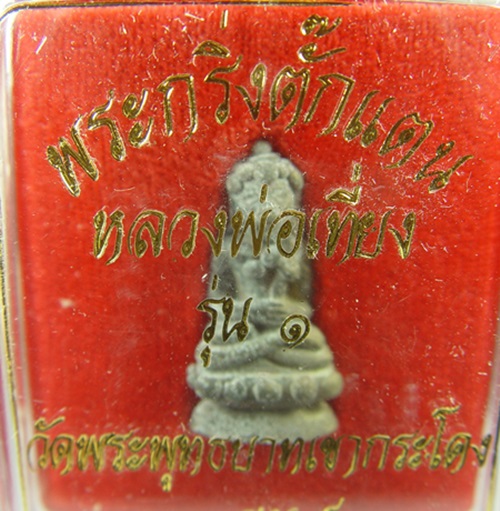 พระกริ่งตั๊กแตน
หลวงพ่อเที่ยง
รุ่น ๑
วัดพระพุทธบาทเขากระโดง